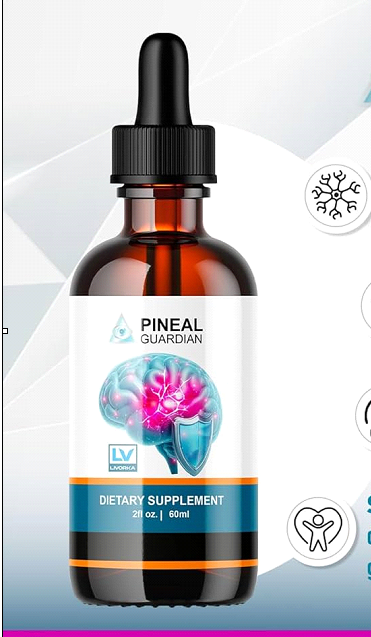 PINEAL
GUARDIAN
LV
LIVORKA
DIETARY SUPPLEMENT
2fl oz. | 60ml